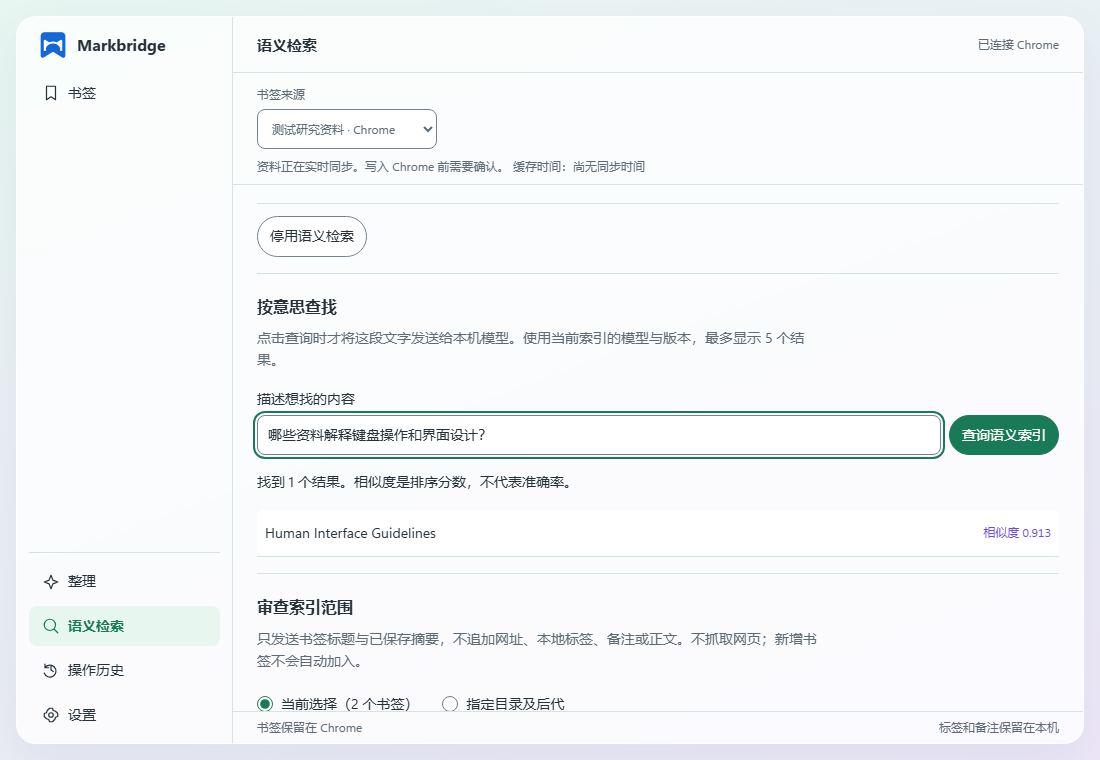 Markbridge
书签
整理
语义检索
操作历史
设置
语义检索
已连接 Chrome
书签来源
测试研究资料 · Chrome
资料正在实时同步。写入 Chrome 前需要确认。 缓存时间：尚无同步时间
停用语义检索
按意思查找
点击查询时才将这段文字发送给本机模型。使用当前索引的模型与版本，最多显示 5 个结
果。
描述想找的内容
哪些资料解释键盘操作和界面设计？
查询语义索引
找到 1 个结果。相似度是排序分数，不代表准确率。
Human Interface Guidelines
相似度 0.913
审查索引范围
只发送书签标题与已保存摘要，不追加网址、本地标签、备注或正文。不抓取网页；新增书
签不会自动加入。
当前选择（2 个书签）
指定目录及后代
书签保留在 Chrome
标签和备注保留在本机